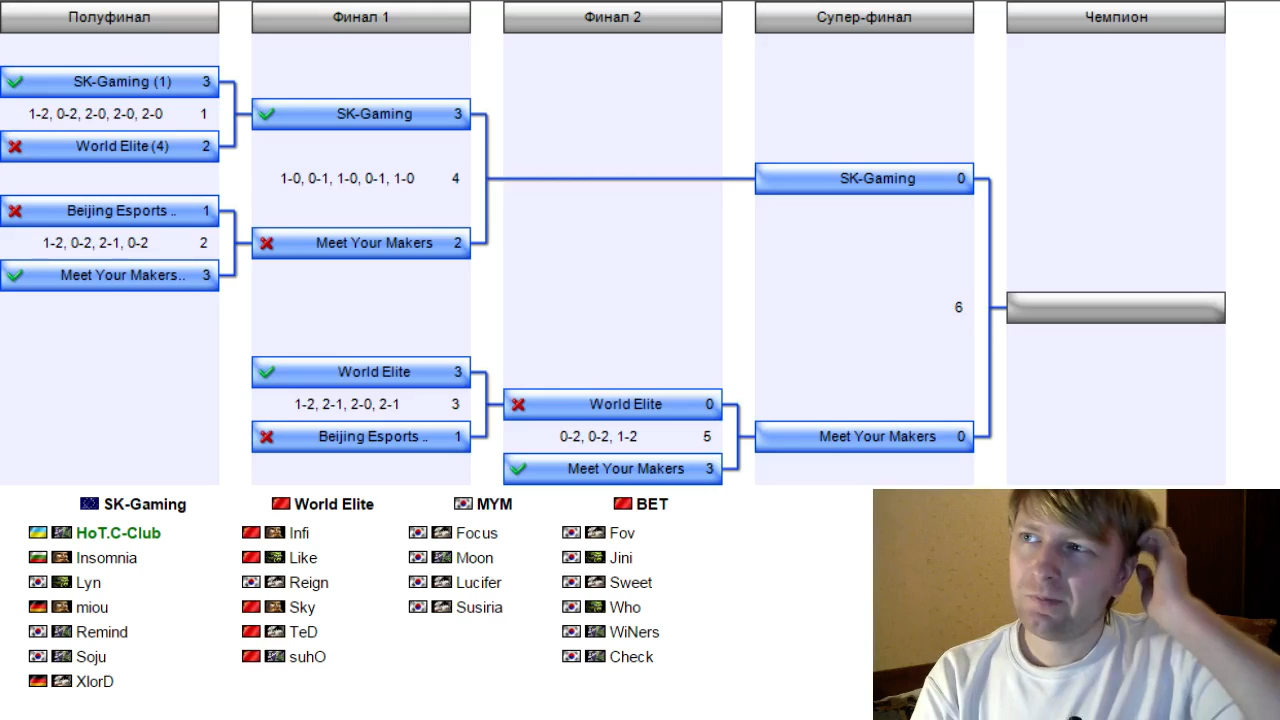 Полуфинал Финал 1 Финал 2 Супер-финал Чемпион
SK-Gaming (1) 3
1-2, 0-2, 2-0, 2-0, 2-0 1
World Elite (4) 2
Beijing Esports .. 1
1-2, 0-2, 2-1, 0-2 2
Meet Your Makers.. 3
SK-Gaming 3
1-0, 0-1, 1-0, 0-1, 1-0 4
Meet Your Makers 2
World Elite 3
1-2, 2-1, 2-0, 2-1 3
Beijing Esports .. 1
World Elite 0
0-2, 0-2, 1-2 5
Meet Your Makers 3
SK-Gaming 0
6
Meet Your Makers 0
SK-Gaming
HoT.C-Club
Insomnia
Lyn
miou
Remind
Soju
XlorD
World Elite
Infi
Like
Reign
Sky
TeD
suhO
MYM
Focus
Moon
Lucifer
Susiria
BET
Fov
Jini
Sweet
Who
WiNers
Check